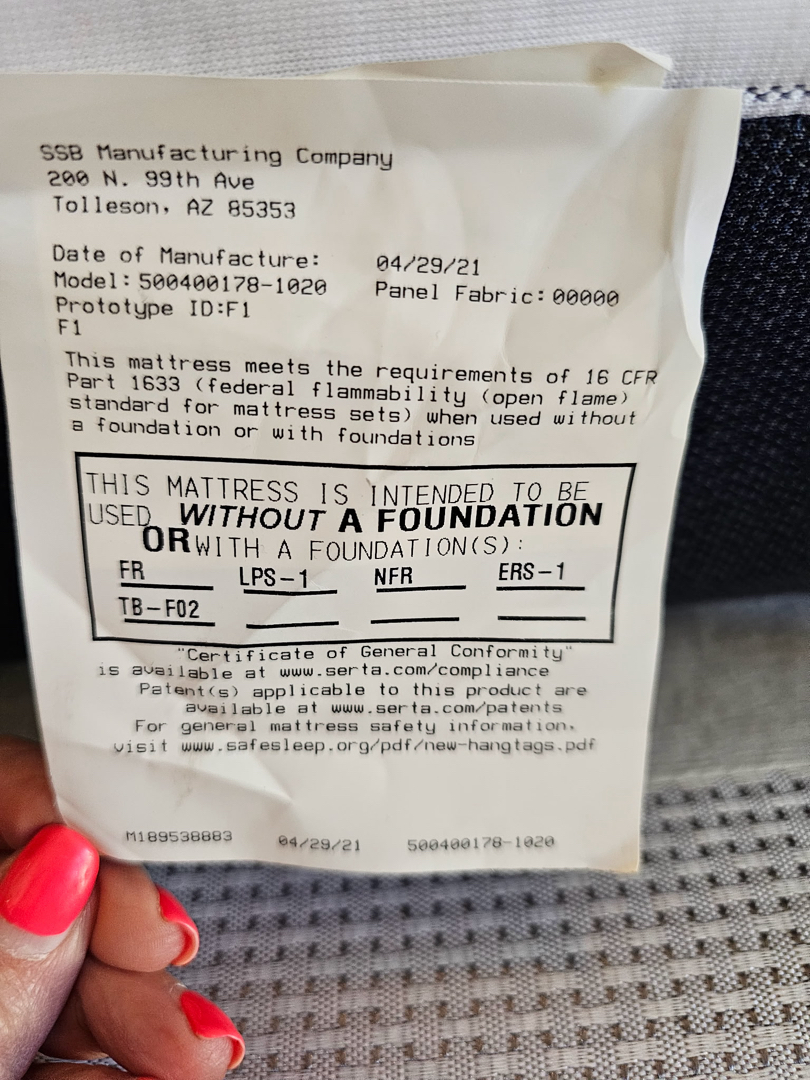 SSB Manufacturing Company
200 N. 99th Ave
Tolleson, AZ 85353
Date of Manufacture: 04/29/21
Model: 500400178-1020 Panel Fabric: 00000
Prototype ID:F1
F1
This mattress meets the requirements of 16 CFR
Part 1633 (federal flammability (open flame)
standard for mattress sets) when used without
a foundation or with foundations
THIS MATTRESS IS INTENDED TO BE
USED WITHOUT A FOUNDATION
OR WITH A FOUNDATION(S):
FR LPS-1 NFR ERS-1
TB-F02
"Certificate of General Conformity"
is available at www.serta.com/compliance
Patent(s) applicable to this product are
available at www.serta.com/patents
For general mattress safety information,
visit www.safesleep.org/pdf/new-hangtags.pdf
M189538883 04/29/21 500400178-1020